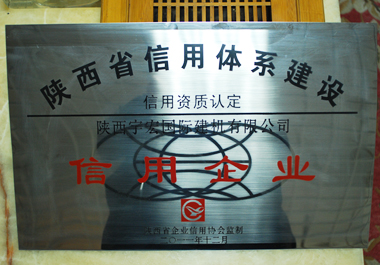 陕西省信用体系建设
信用资质认定
陕西宇宏国际建机有限公司
信用企业
陕西省企业信用协会监制
二〇一一年十二月